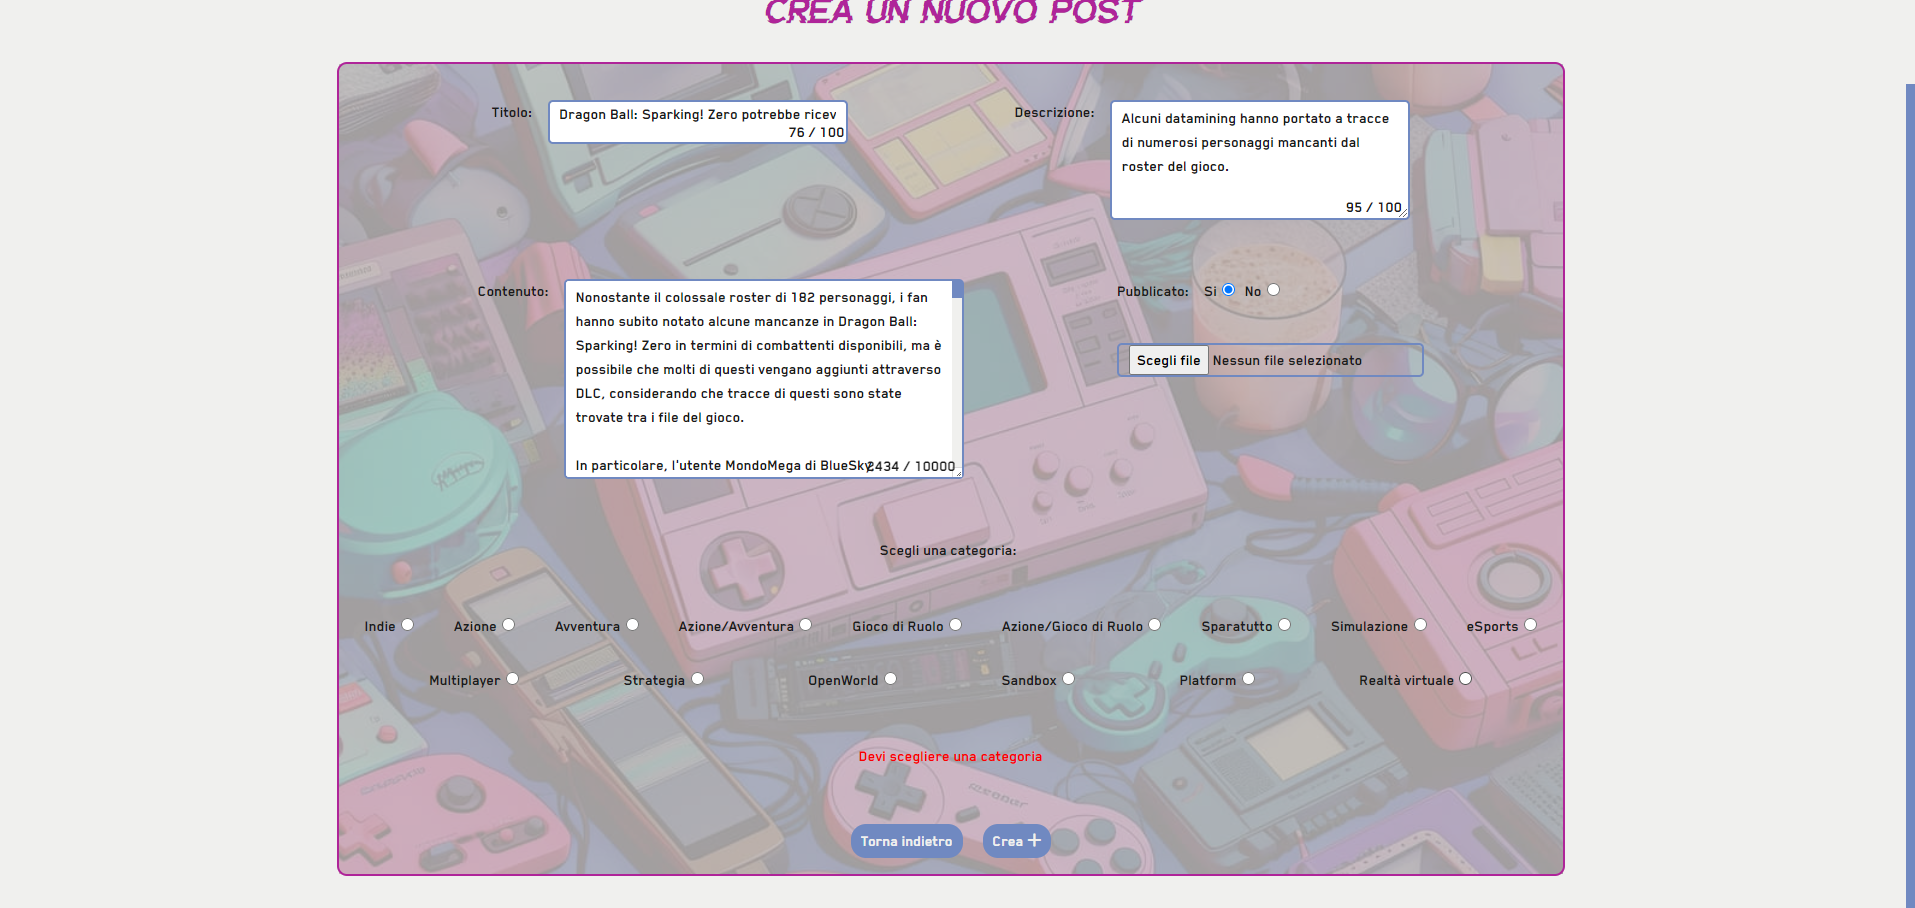 CREA UN NUOVO POST
Titolo:
Dragon Ball: Sparking! Zero potrebbe ricev
76 / 100
Descrizione:
Alcuni datamining hanno portato a tracce
di numerosi personaggi mancanti dal
roster del gioco.
95 / 100
Contenuto:
Nonostante il colossale roster di 182 personaggi, i fan
hanno subito notato alcune mancanze in Dragon Ball:
Sparking! Zero in termini di combattenti disponibili, ma è
possibile che molti di questi vengano aggiunti attraverso
DLC, considerando che tracce di questi sono state
trovate tra i file del gioco.
In particolare, l'utente MondoMega di BlueSky,
2434 / 10000
Pubblicato: Si No
Scegli file Nessun file selezionato
Scegli una categoria:
Indie Azione Avventura Azione/Avventura Gioco di Ruolo Azione/Gioco di Ruolo Sparatutto Simulazione eSports
Multiplayer Strategia OpenWorld Sandbox Platform Realtà virtuale
Devi scegliere una categoria
Torna indietro Crea +